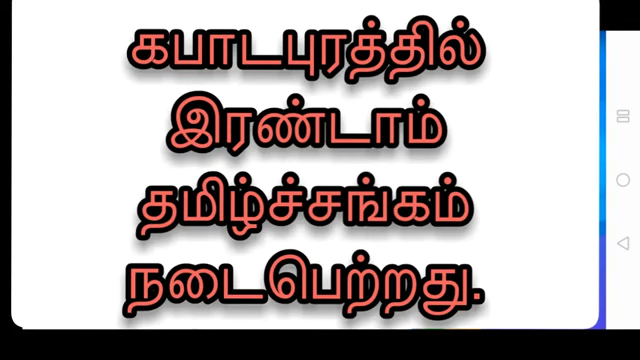 கபாடபுரத்தில்
இரண்டாம்
தமிழ்ச்சங்கம்
நடைபெற்றது.